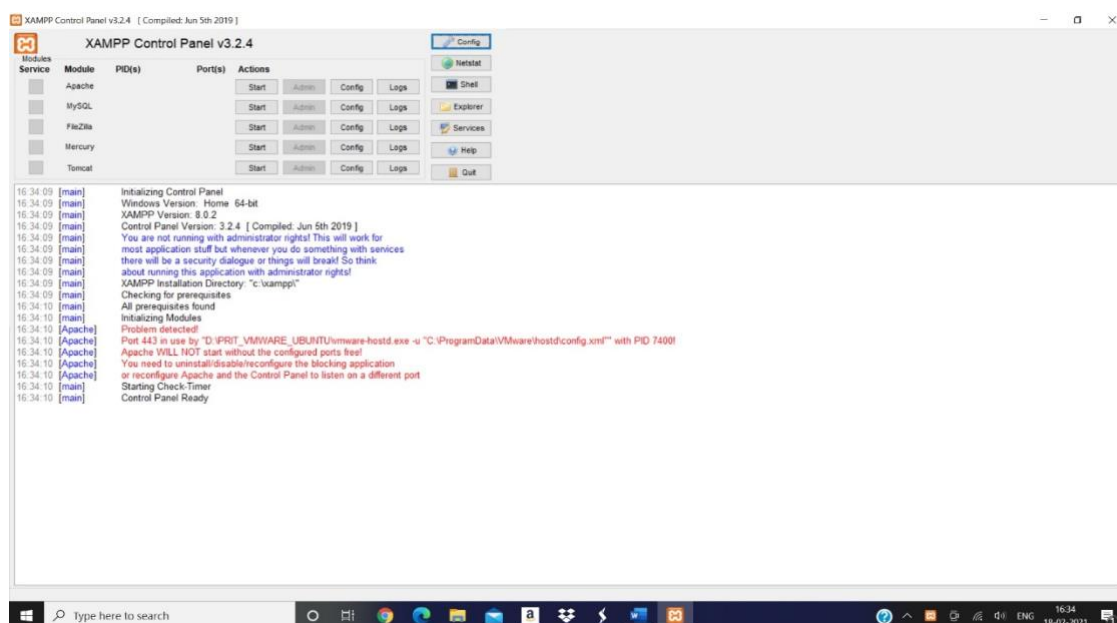 XAMPP Control Panel v3.2.4 [ Compiled: Jun 5th 2019 ]
XAMPP Control Panel v3.2.4
Config
Modules
Service Module PID(s) Port(s) Actions
Netstat
Apache Start Admin Config Logs
Shell
MySQL Start Admin Config Logs
Explorer
FileZilla Start Admin Config Logs
Services
Mercury Start Admin Config Logs
Help
Tomcat Start Admin Config Logs
Quit
16:34:09 [main] Initializing Control Panel
16:34:09 [main] Windows Version: Home 64-bit
16:34:09 [main] XAMPP Version: 8.0.2
16:34:09 [main] Control Panel Version: 3.2.4 [ Compiled: Jun 5th 2019 ]
16:34:09 [main] You are not running with administrator rights! This will work for
16:34:09 [main] most application stuff but whenever you do something with services
16:34:09 [main] there will be a security dialogue or things will break! So think
16:34:09 [main] about running this application with administrator rights!
16:34:09 [main] XAMPP Installation Directory: "c:\xampp\"
16:34:09 [main] Checking for prerequisites
16:34:10 [main] All prerequisites found
16:34:10 [main] Initializing Modules
16:34:10 [Apache] Problem detected!
16:34:10 [Apache] Port 443 in use by "D:\PRIT_VMWARE_UBUNTU\vmware-hostd.exe -u "C:\ProgramData\VMware\hostd\config.xml"" with PID 7400!
16:34:10 [Apache] Apache WILL NOT start without the configured ports free!
16:34:10 [Apache] You need to uninstall/disable/reconfigure the blocking application
16:34:10 [Apache] or reconfigure Apache and the Control Panel to listen on a different port
16:34:10 [main] Starting Check-Timer
16:34:10 [main] Control Panel Ready
Type here to search
a
W
ENG
16:34
18-02-2021